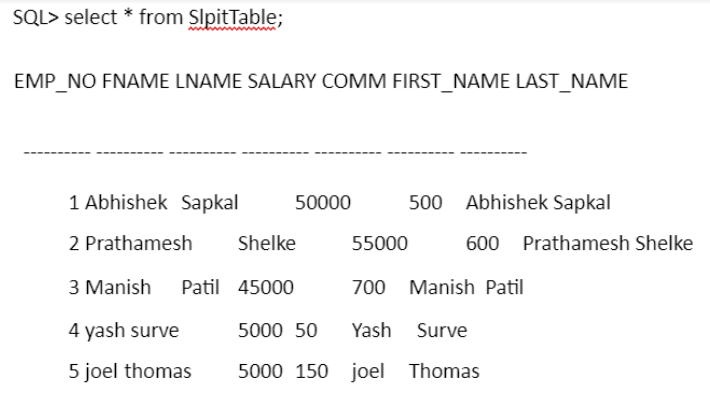 SQL> select * from SlpitTable;
EMP_NO FNAME LNAME SALARY COMM FIRST_NAME LAST_NAME
---------- ---------- ---------- ---------- ---------- ---------- ----------
1 Abhishek Sapkal 50000 500 Abhishek Sapkal
2 Prathamesh Shelke 55000 600 Prathamesh Shelke
3 Manish Patil 45000 700 Manish Patil
4 yash surve 5000 50 Yash Surve
5 joel thomas 5000 150 joel Thomas